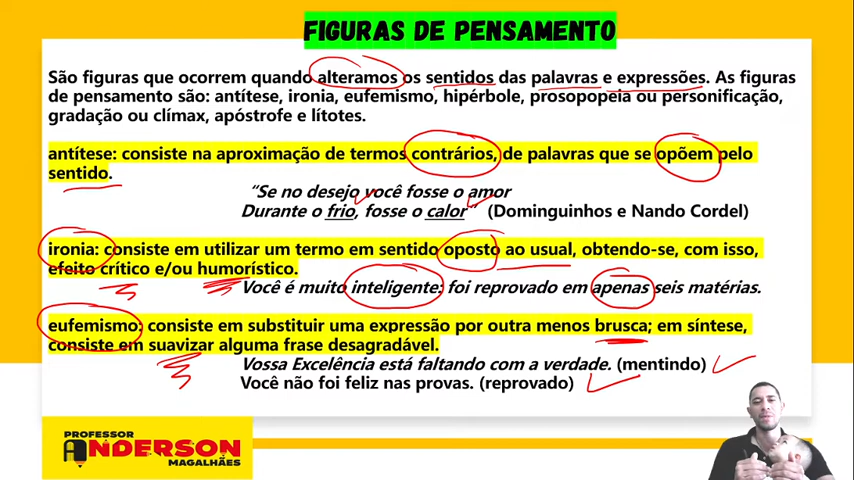 FIGURAS DE PENSAMENTO
São figuras que ocorrem quando alteramos os sentidos das palavras e expressões. As figuras
de pensamento são: antítese, ironia, eufemismo, hipérbole, prosopopeia ou personificação,
gradação ou clímax, apóstrofe e lítotes.
antítese: consiste na aproximação de termos contrários, de palavras que se opõem pelo
sentido.
“Se no desejo você fosse o amor
Durante o frio, fosse o calor” (Dominguinhos e Nando Cordel)
ironia: consiste em utilizar um termo em sentido oposto ao usual, obtendo-se, com isso,
efeito crítico e/ou humorístico.
Você é muito inteligente: foi reprovado em apenas seis matérias.
eufemismo: consiste em substituir uma expressão por outra menos brusca; em síntese,
consiste em suavizar alguma frase desagradável.
Vossa Excelência está faltando com a verdade. (mentindo)
Você não foi feliz nas provas. (reprovado)
PROFESSOR
ANDERSON
MAGALHÃES